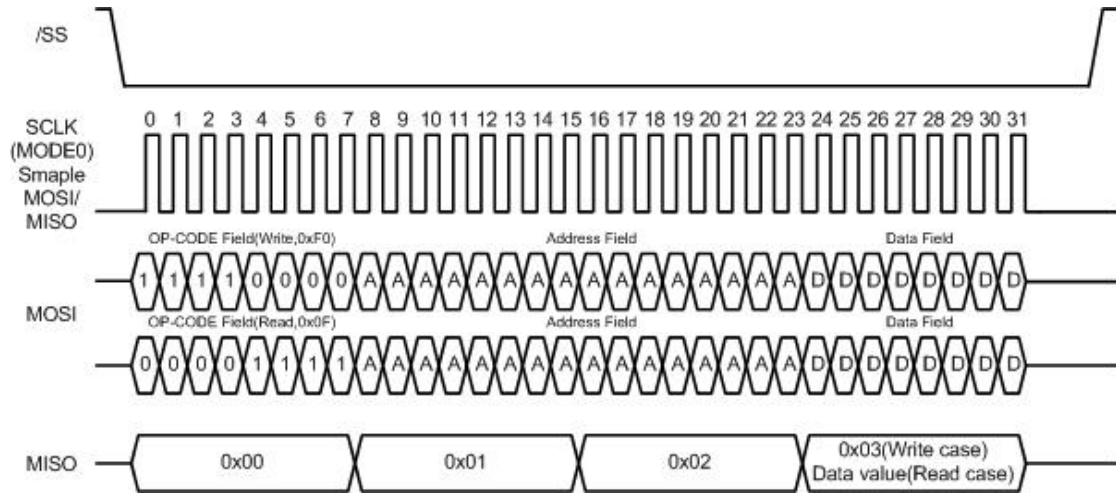 /SS
0 1 2 3 4 5 6 7 8 9 10 11 12 13 14 15 16 17 18 19 20 21 22 23 24 25 26 27 28 29 30 31
SCLK
(MODE0)
Smaple
MOSI/
MISO
OP-CODE Field(Write,0xF0) Address Field Data Field
1 1 1 1 0 0 0 0 A A A A A A A A A A A A A A A A D D D D D D D D
MOSI
OP-CODE Field(Read,0x0F) Address Field Data Field
0 0 0 0 1 1 1 1 A A A A A A A A A A A A A A A A D D D D D D D D
MISO 0x00 0x01 0x02 0x03(Write case)
Data value(Read case)